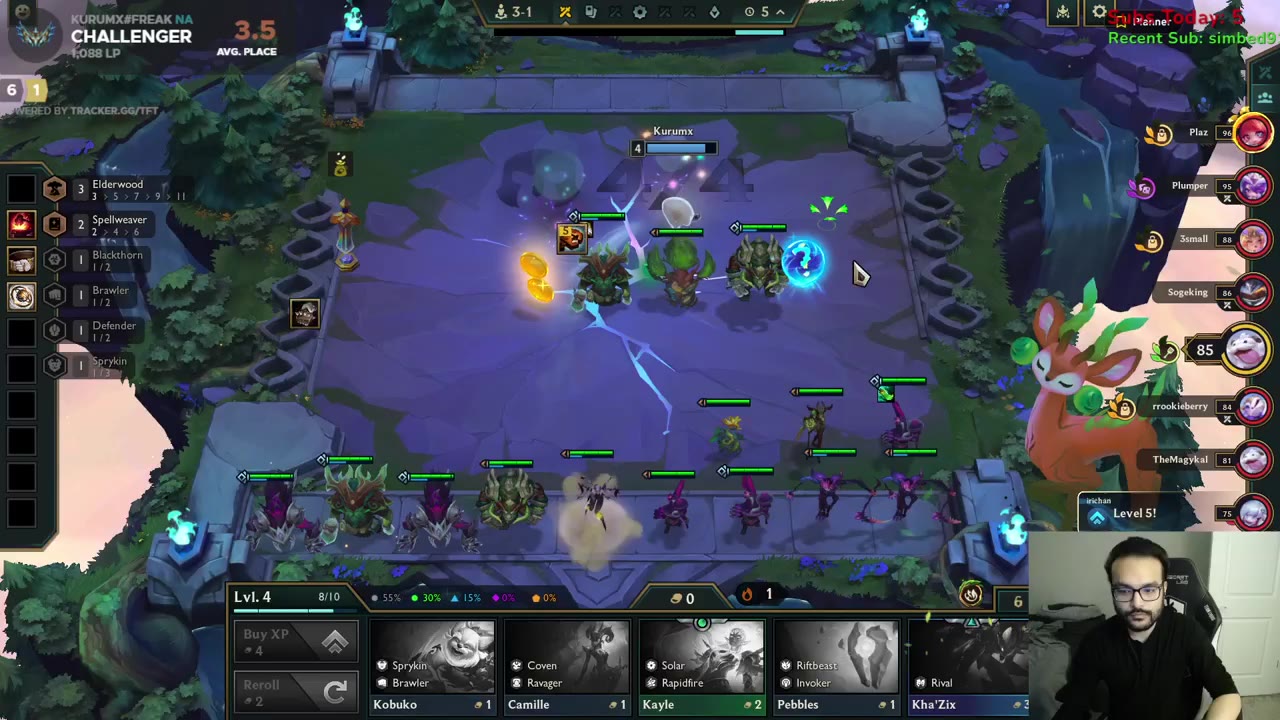 KURUMX#FREAK NA
CHALLENGER
1,088 LP
3.5
AVG. PLACE
6 1
POWERED BY TRACKER.GG/TFT
3-1
5
Planner
Subs Today: 5
Recent Sub: simbed9
Kurumx
4
3 Elderwood
3 > 5 > 7 > 9 > 11
2 Spellweaver
2 > 4 > 6
1 Blackthorn
1 / 2
1 Brawler
1 / 2
1 Defender
1 / 2
1 Sprykin
1 / 3
5
Plaz 96
Plumper 95
3small 88
Sogeking 86
85
rrookieberry 84
TheMagykal 81
irichan
Level 5!
75
Lvl. 4 8/10
55% 30% 15% 0% 0%
0
1
6
Buy XP
4
Reroll
2
Sprykin
Brawler
Kobuko 1
Coven
Ravager
Camille 1
Solar
Rapidfire
Kayle 2
Riftbeast
Invoker
Pebbles 1
Rival
Kha'Zix 3